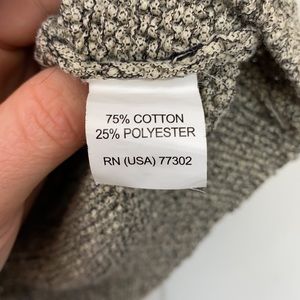 75% COTTON
25% POLYESTER
RN (USA) 77302